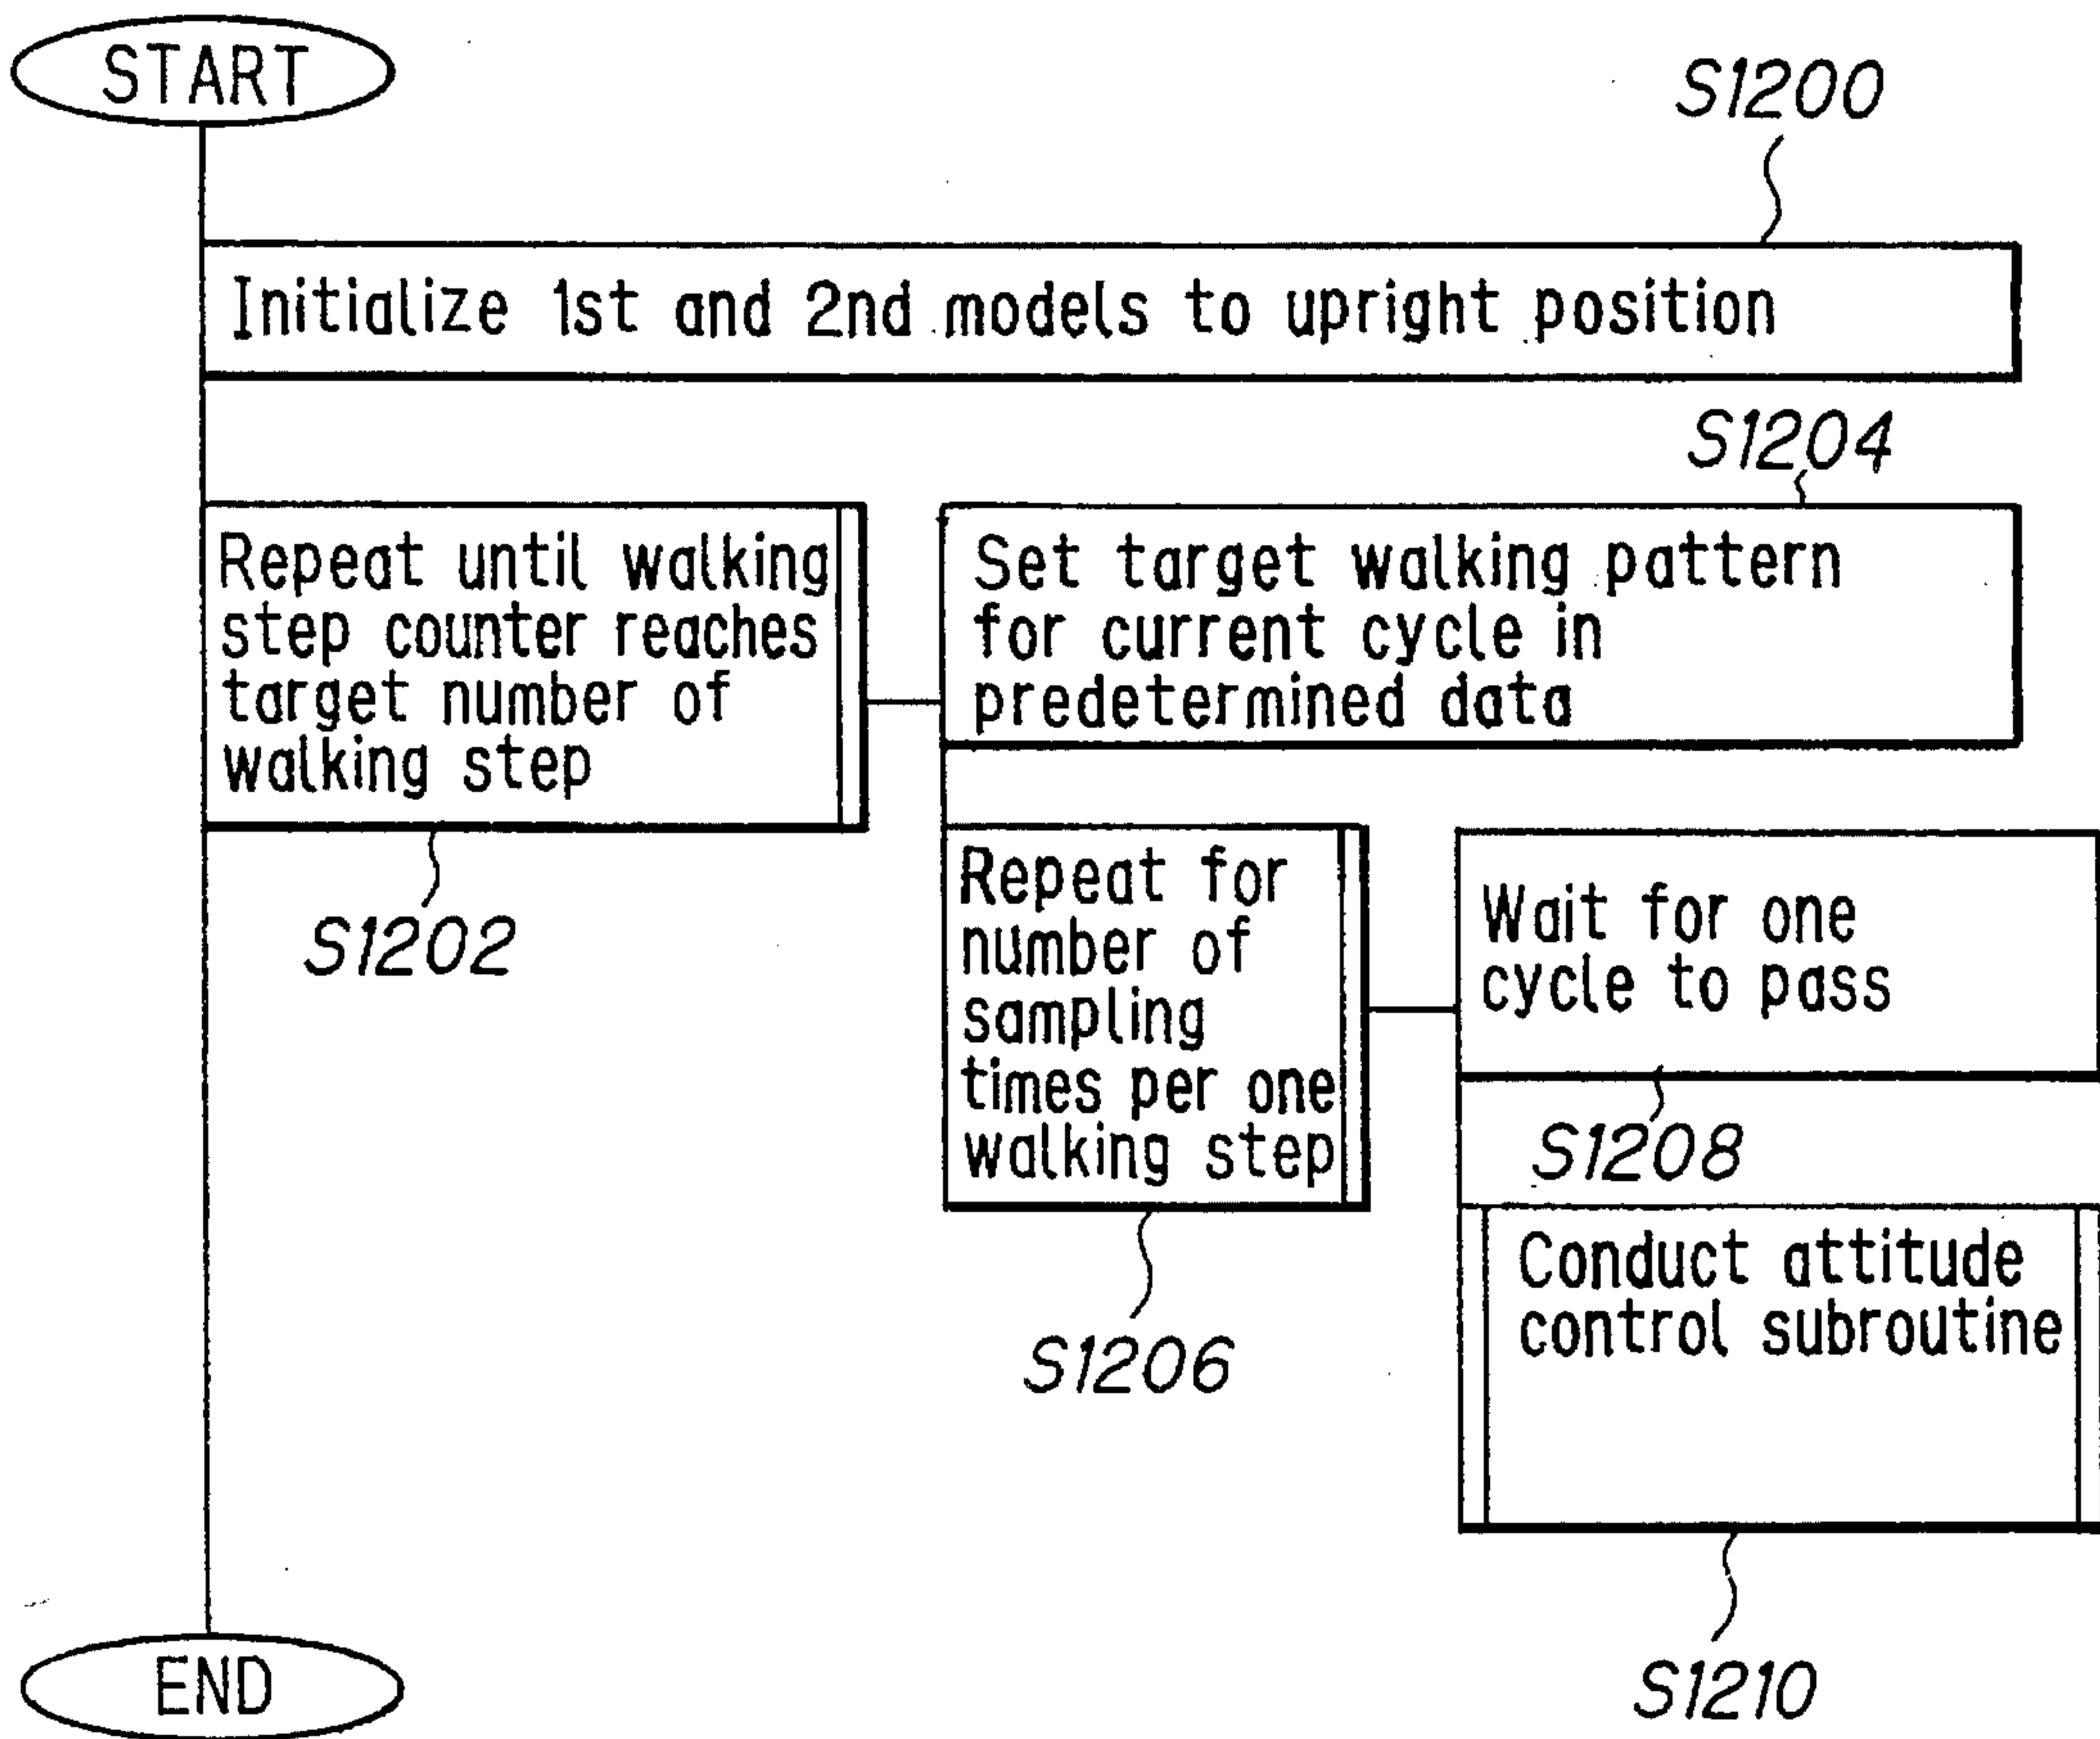 START
S1200
Initialize 1st and 2nd models to upright position
S1204
Repeat until walking
step counter reaches
target number of
walking step
Set target walking pattern
for current cycle in
predetermined data
S1202
Repeat for
number of
sampling
times per one
walking step
Wait for one
cycle to pass
S1208
Conduct attitude
control subroutine
S1206
S1210
END